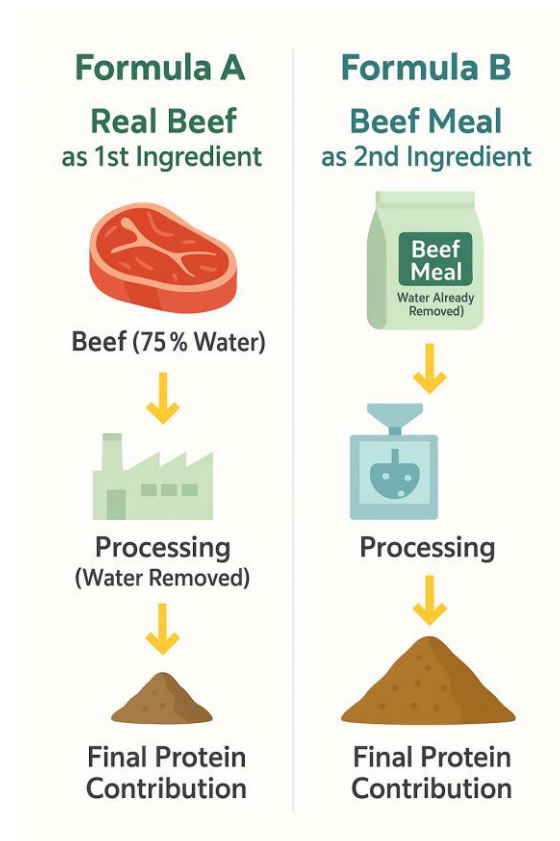 Formula A
Real Beef
as 1st Ingredient
Beef (75% Water)
Processing
(Water Removed)
Final Protein
Contribution
Formula B
Beef Meal
as 2nd Ingredient
Beef
Meal
Water Already
Removed)
Processing
Final Protein
Contribution